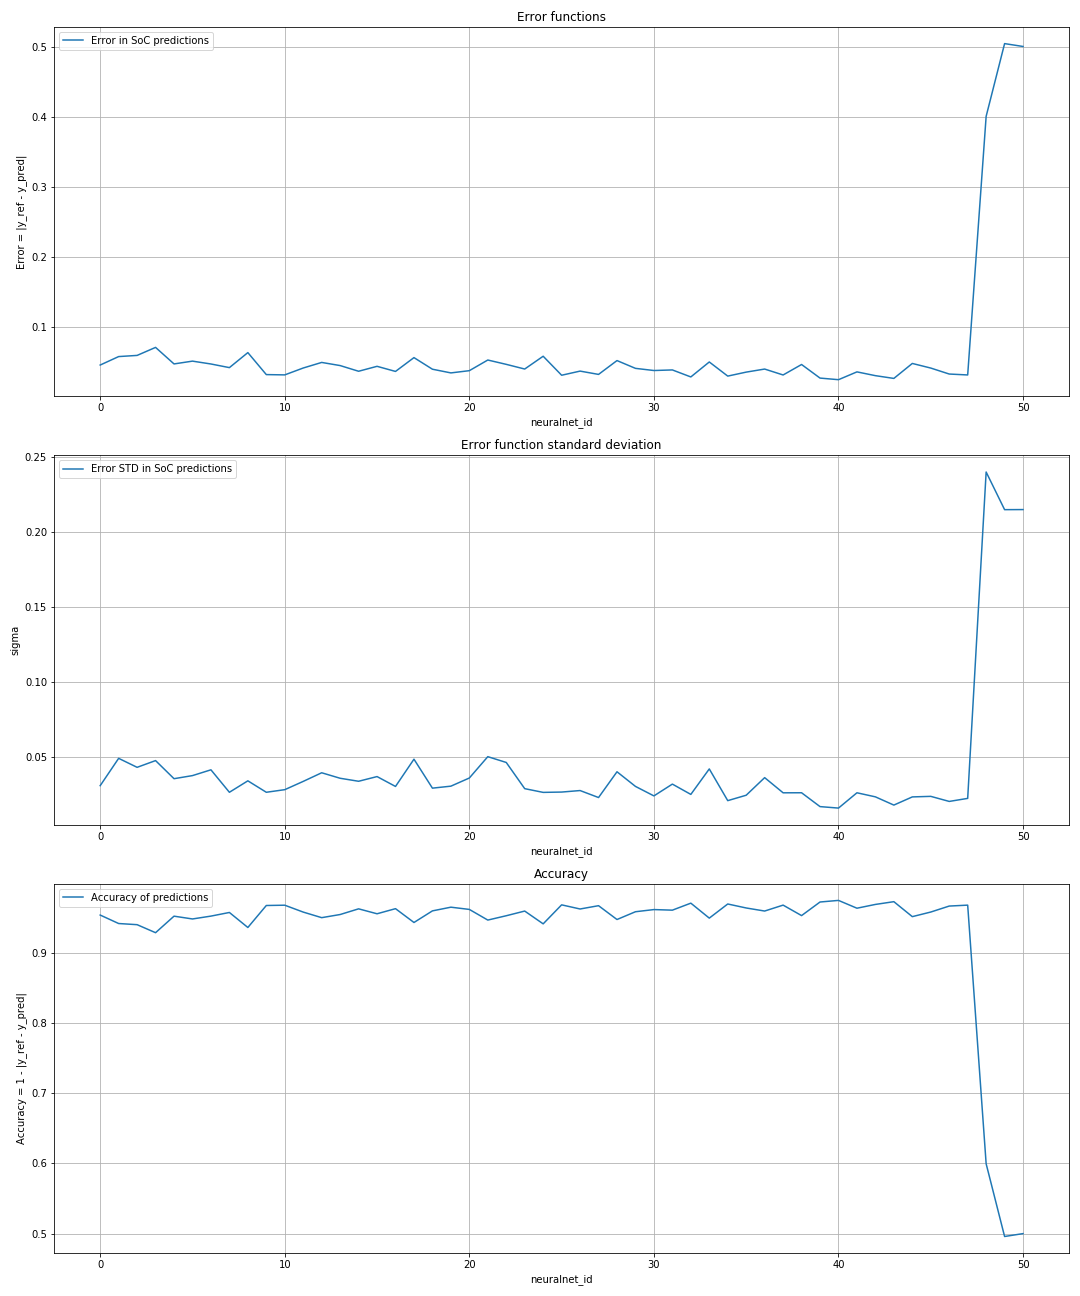 Error functions
Error in SoC predictions
0.5
0.4
0.3
0.2
0.1
Error = |y_ref - y_pred|
0 10 20 30 40 50
neuralnet_id
Error function standard deviation
Error STD in SoC predictions
0.25
0.20
0.15
0.10
0.05
sigma
0 10 20 30 40 50
neuralnet_id
Accuracy
Accuracy of predictions
0.9
0.8
0.7
0.6
0.5
Accuracy = 1 - |y_ref - y_pred|
0 10 20 30 40 50
neuralnet_id